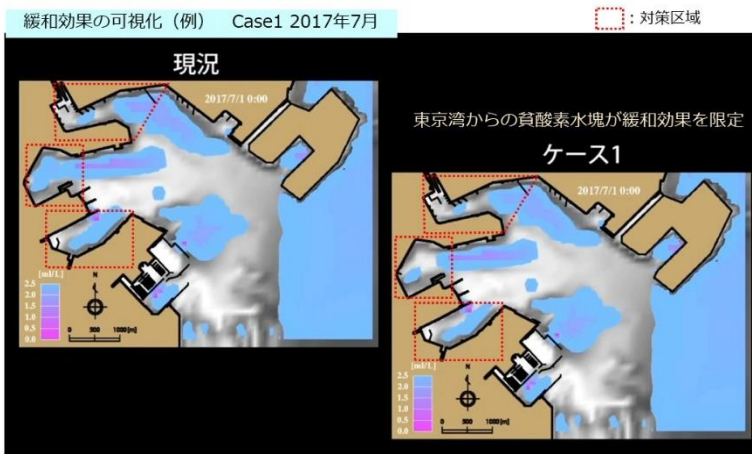 緩和効果の可視化（例） Case1 2017年7月
：対策区域
現況
2017/7/1 0:00
[ml/L]
2.5
2.0
1.5
1.0
0.5
0.0
N
0 500 1000[m]
東京湾からの貧酸素水塊が緩和効果を限定
ケース1
2017/7/1 0:00
[ml/L]
2.5
2.0
1.5
1.0
0.5
0.0
N
0 500 1000[m]